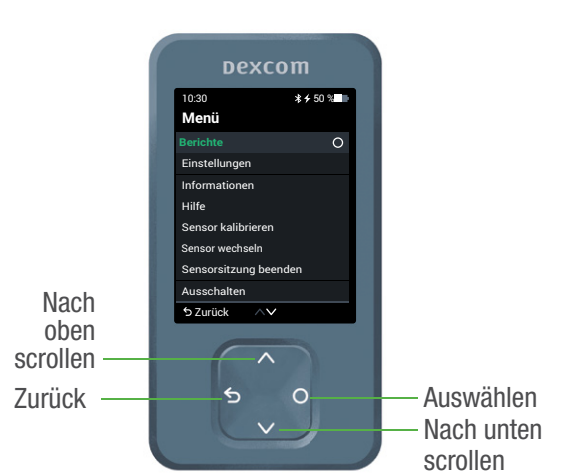 Dexcom
10:30 50 %
Menü
Berichte
Einstellungen
Informationen
Hilfe
Sensor kalibrieren
Sensor wechseln
Sensorsitzung beenden
Ausschalten
Zurück
Nach
oben
scrollen
Zurück
Auswählen
Nach unten
scrollen